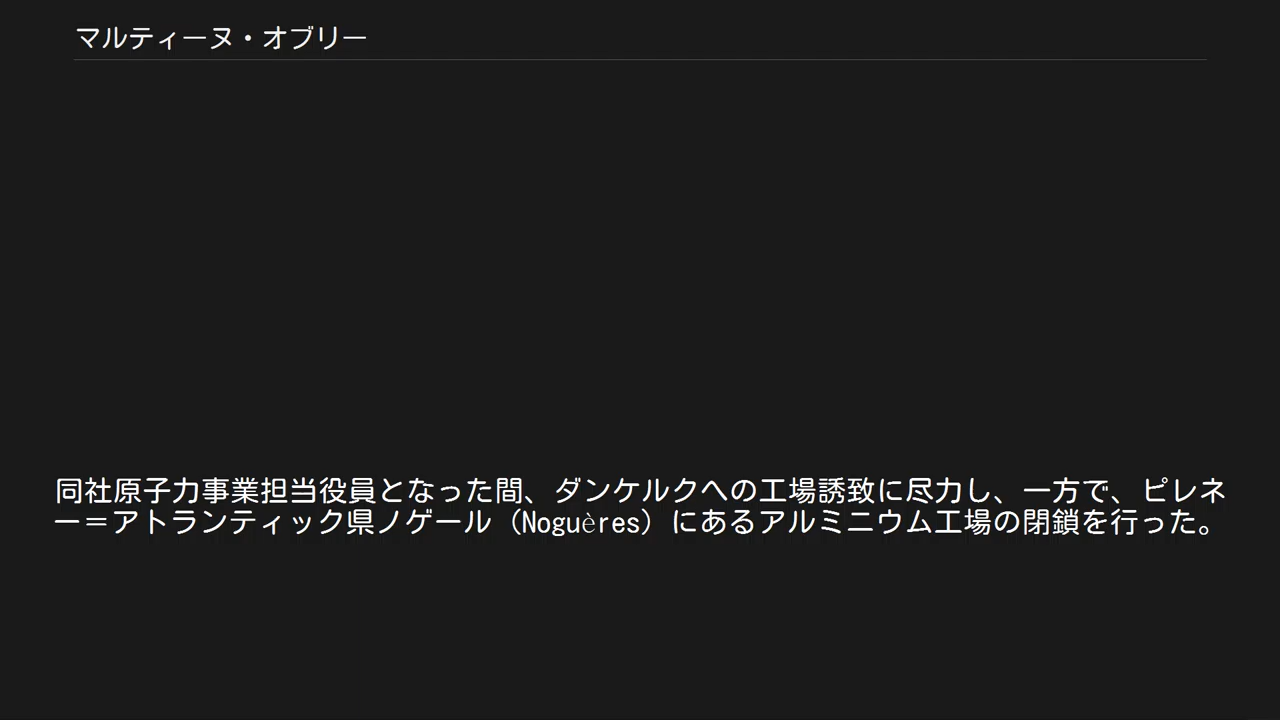 マルティーヌ・オブリー
同社原子力事業担当役員となった間、ダンケルクへの工場誘致に尽力し、一方で、ピレネ
ー＝アトランティック県ノゲール（Noguères）にあるアルミニウム工場の閉鎖を行った。